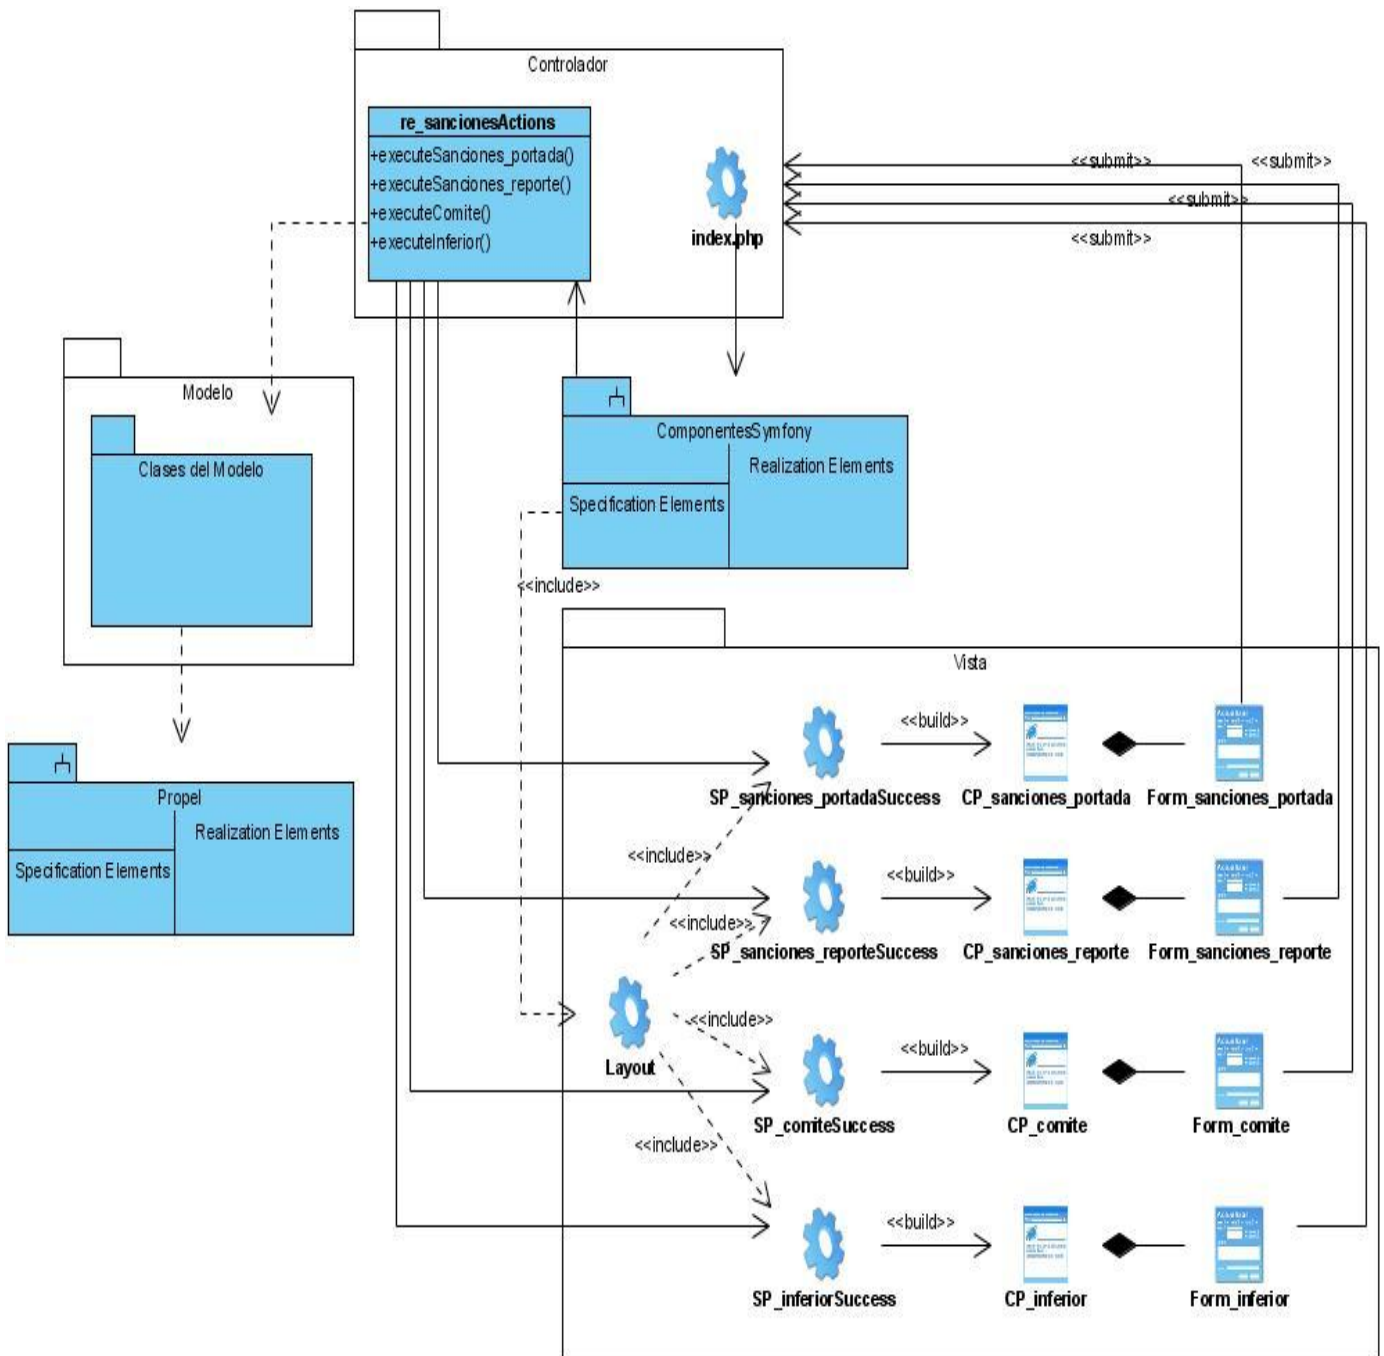 Controlador
re_sancionesActions
+executeSanciones_portada()
+executeSanciones_reporte()
+executeComite()
+executeInferior()
index.php
<<submit>>
<<submit>>
<<submit>>
<<submit>>
Modelo
Clases del Modelo
ComponentesSymfony
Realization Elements
Specification Elements
<<include>>
Propel
Realization Elements
Specification Elements
Vista
<<build>>
SP_sanciones_portadaSuccess
CP_sanciones_portada
Form_sanciones_portada
<<include>>
<<build>>
<<include>>
SP_sanciones_reporteSuccess
CP_sanciones_reporte
Form_sanciones_reporte
<<include>>
<<build>>
Layout
SP_comiteSuccess
CP_comite
Form_comite
<<include>>
<<build>>
SP_inferiorSuccess
CP_inferior
Form_inferior